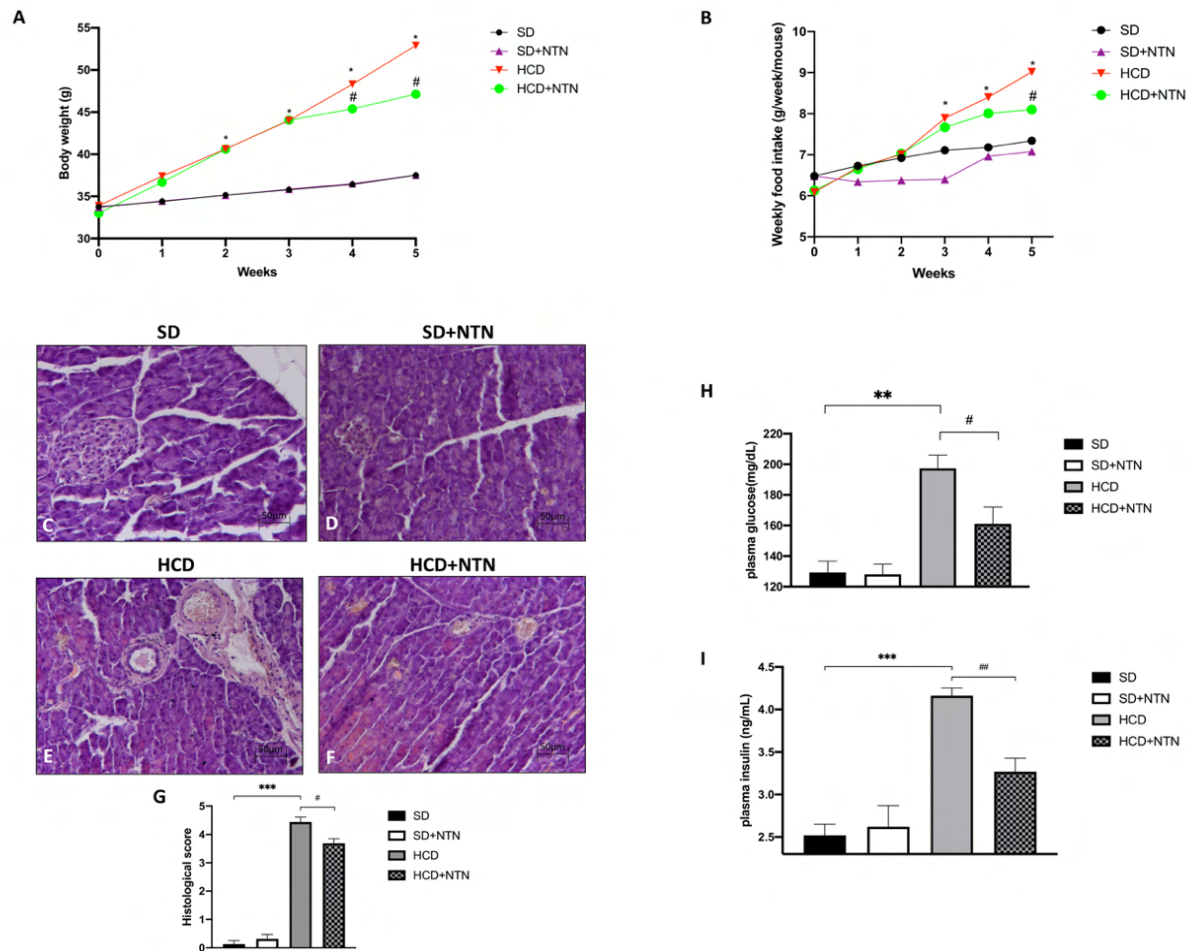 A
Body weight (g)
55
50
45
40
35
30
0 1 2 3 4 5
Weeks
* * * * *
# #
SD
SD+NTN
HCD
HCD+NTN
B
Weekly food intake (g/week/mouse)
10
9
8
7
6
5
0 1 2 3 4 5
Weeks
* * *
#
SD
SD+NTN
HCD
HCD+NTN
SD
C
50µm
SD+NTN
D
50µm
HCD
E
50µm
HCD+NTN
F
50µm
G
Histological score
5
4
3
2
1
0
*** #
SD
SD+NTN
HCD
HCD+NTN
H
plasma glucose(mg/dL)
220
200
180
160
140
120
** #
SD
SD+NTN
HCD
HCD+NTN
I
plasma insulin (ng/mL)
4.5
4.0
3.5
3.0
2.5
*** ##
SD
SD+NTN
HCD
HCD+NTN